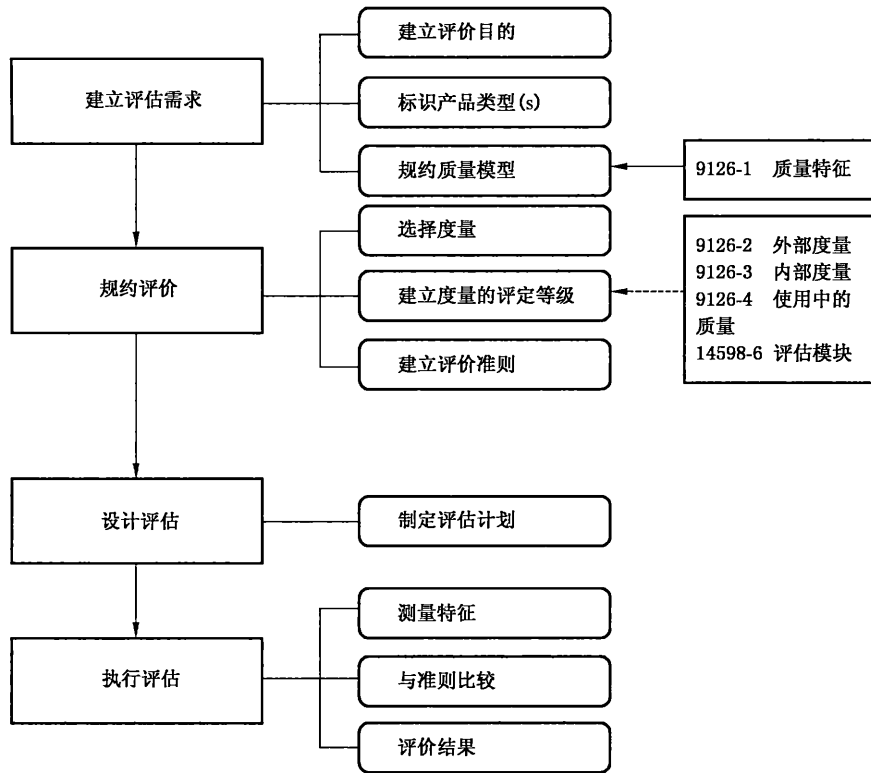 建立评价目的
建立评估需求
标识产品类型(s)
规约质量模型
9126-1 质量特征
选择度量
规约评价
建立度量的评定等级
建立评价准则
9126-2 外部度量
9126-3 内部度量
9126-4 使用中的
质量
14598-6 评估模块
设计评估
制定评估计划
测量特征
执行评估
与准则比较
评价结果